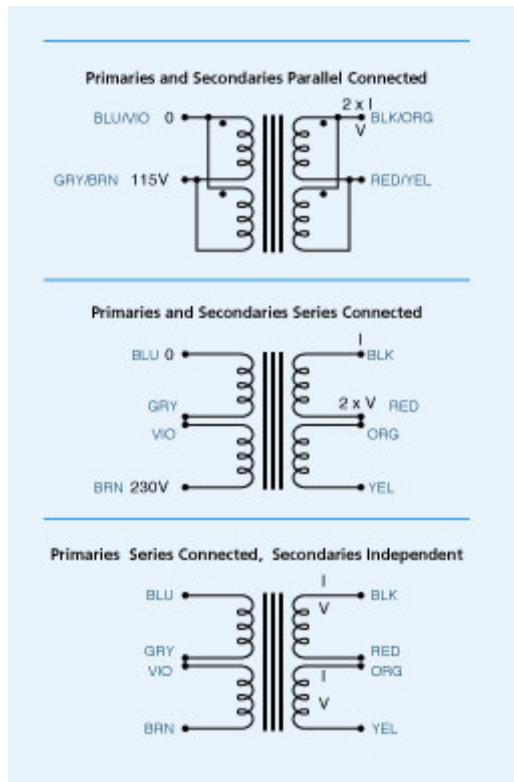 Primaries and Secondaries Parallel Connected
BLU/VIO 0 2 x I BLK/ORG
V
GRY/BRN 115V RED/YEL
Primaries and Secondaries Series Connected
I
BLU 0 BLK
GRY 2 x V RED
VIO ORG
BRN 230V YEL
Primaries Series Connected, Secondaries Independent
I
BLU BLK
V
GRY RED
VIO I ORG
V
BRN YEL